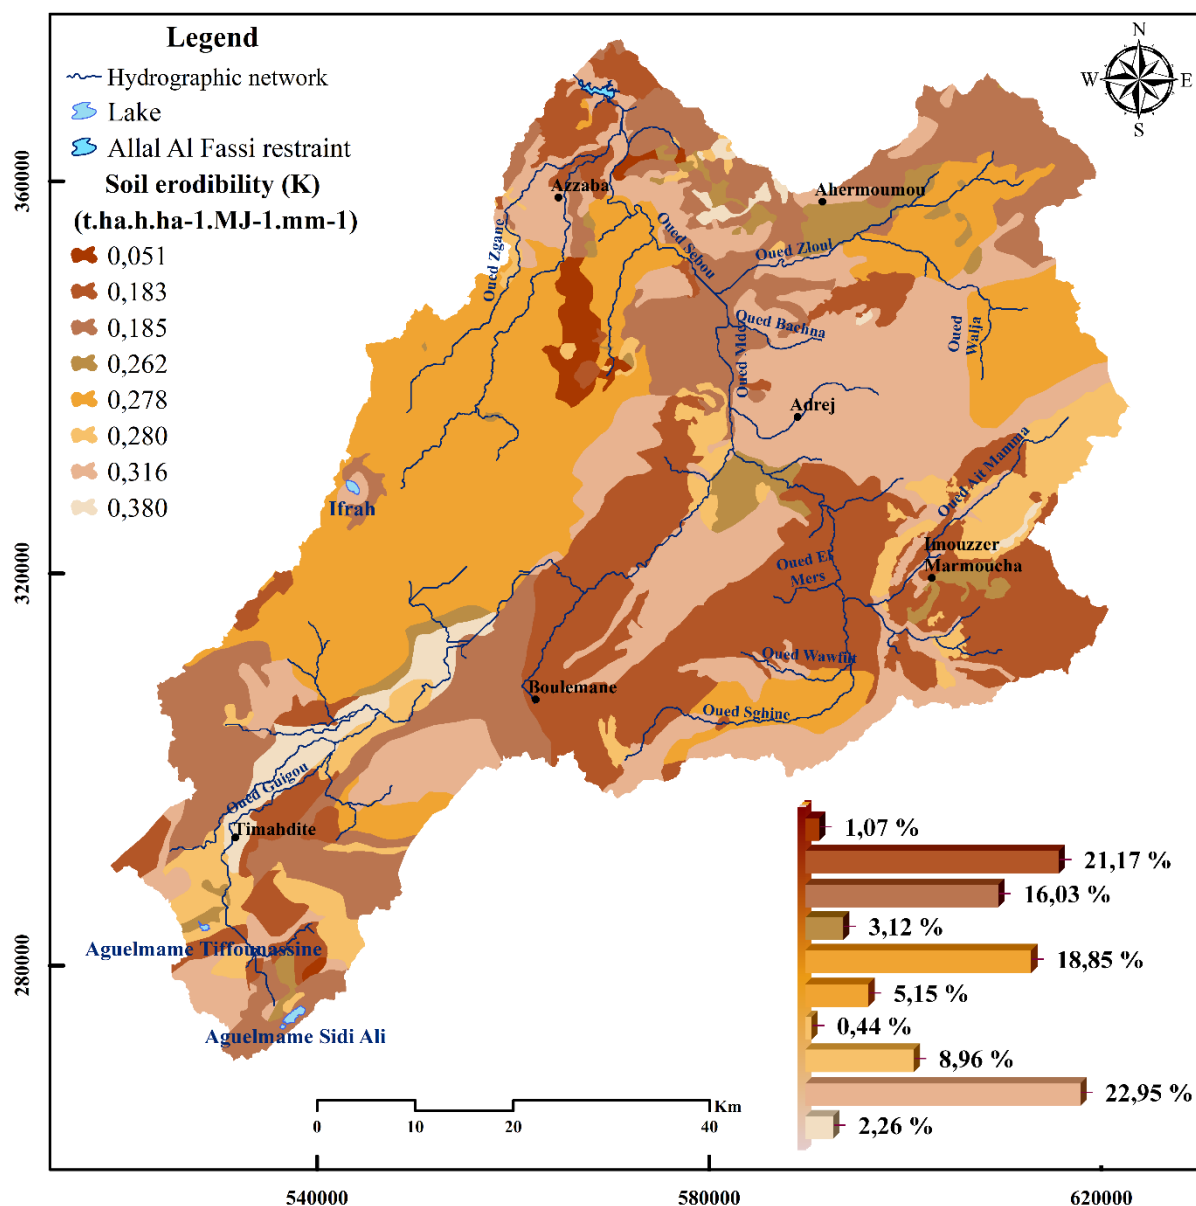 Legend
Hydrographic network
Lake
Allal Al Fassi restraint
Soil erodibility (K)
(t.ha.h.ha-1.MJ-1.mm-1)
0,051
0,183
0,185
0,262
0,278
0,280
0,316
0,380
N
W
E
S
360000
320000
280000
Azzaba
Ahermoumou
Oued Zgane
Oued Sebou
Oued Zloul
Oued Bachna
Oued Mdez
Oued
Walja
Adrej
Oued Ait Mamma
Ifrah
Imouzzer
Marmoucha
Oued El
Mers
Oued Wawfilt
Boulemane
Oued Sghine
Oued Guigou
Timahdite
Aguelmame Tiffounassine
Aguelmame Sidi Ali
1,07 %
21,17 %
16,03 %
3,12 %
18,85 %
5,15 %
0,44 %
8,96 %
22,95 %
2,26 %
Km
0
10
20
40
540000
580000
620000